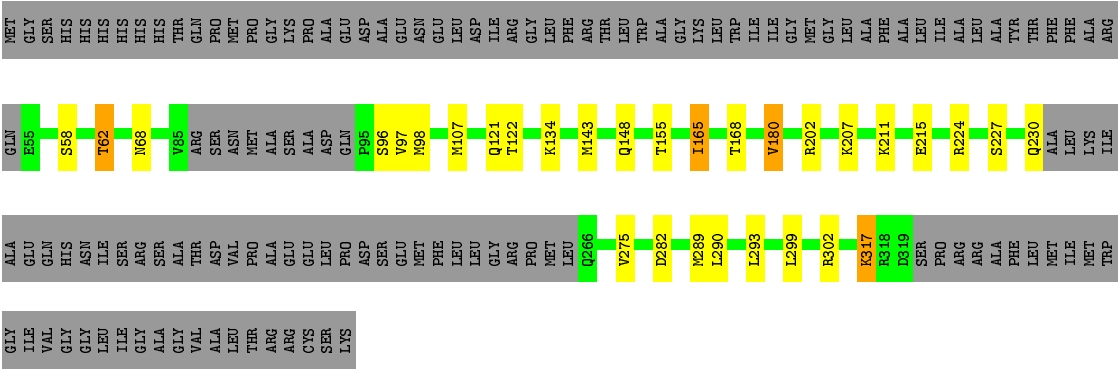 MET GLY SER HIS HIS HIS HIS HIS HIS THR GLN PRO MET PRO GLY LYS PRO ALA GLU ASP ALA GLU ASN GLU LEU ASP ILE ARG GLY LEU PHE ARG THR LEU TRP ALA GLY LYS LEU TRP ILE ILE GLY MET GLY LEU ALA PHE ALA LEU ILE ALA LEU ALA TYR THR PHE PHE ALA ARG
GLN E55 S58 T62 N68 V85 ARG SER ASN MET ALA SER ALA ASP GLN P95 S96 V97 M98 M107 Q121 T122 K134 M143 Q148 T155 I165 T168 V180 R202 K207 K211 E215 R224 S227 Q230 ALA LEU LYS ILE
ALA GLU GLN HIS ASN ILE SER ARG SER ALA THR ASP VAL PRO ALA GLU GLU LEU PRO ASP SER GLU MET PHE LEU LEU GLY ARG PRO MET LEU Q266 V275 D282 M289 L290 L293 L299 R302 K317 R318 D319 SER PRO ARG ARG ALA PHE LEU MET ILE MET TRP
GLY ILE VAL GLY GLY LEU ILE GLY ALA GLY VAL ALA LEU THR ARG ARG CYS SER LYS